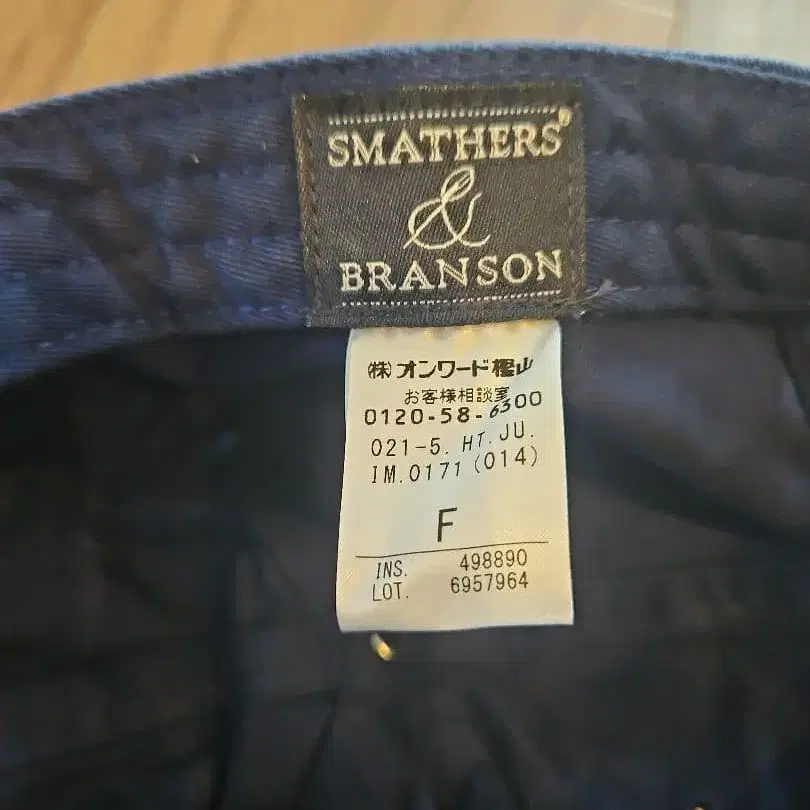 SMATHERS®
&
BRANSON
㈱オンワード樫山
お客様相談室
0120-58-6300
021-5. HT. JU.
IM.0171(014)
F
INS. 498890
LOT. 6957964